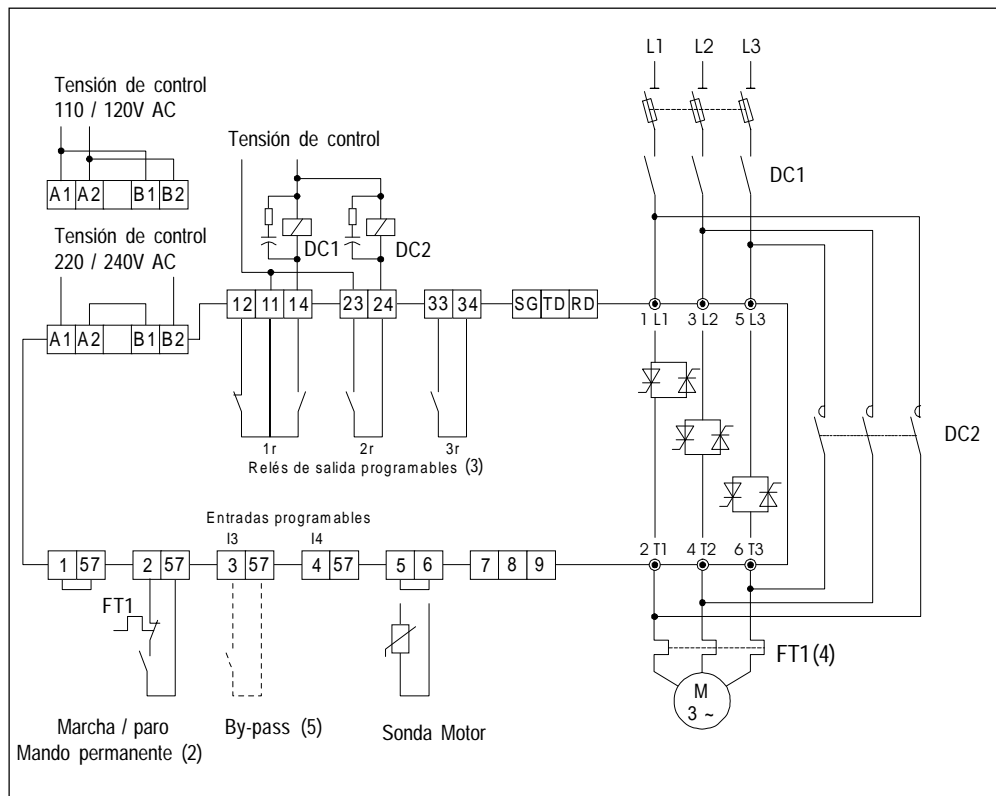 L1 L2 L3
Tensión de control
110 / 120V AC
Tensión de control
DC1
A1 A2 B1 B2
Tensión de control
220 / 240V AC
DC1 DC2
12 11 14 23 24 33 34 SG TD RD
1 L1 3 L2 5 L3
A1 A2 B1 B2
DC2
1r 2r 3r
Relés de salida programables (3)
Entradas programables
I3 I4
2 T1 4 T2 6 T3
1 57 2 57 3 57 4 57 5 6 7 8 9
FT1
FT1(4)
M
3 ~
Marcha / paro
Mando permanente (2)
By-pass (5)
Sonda Motor